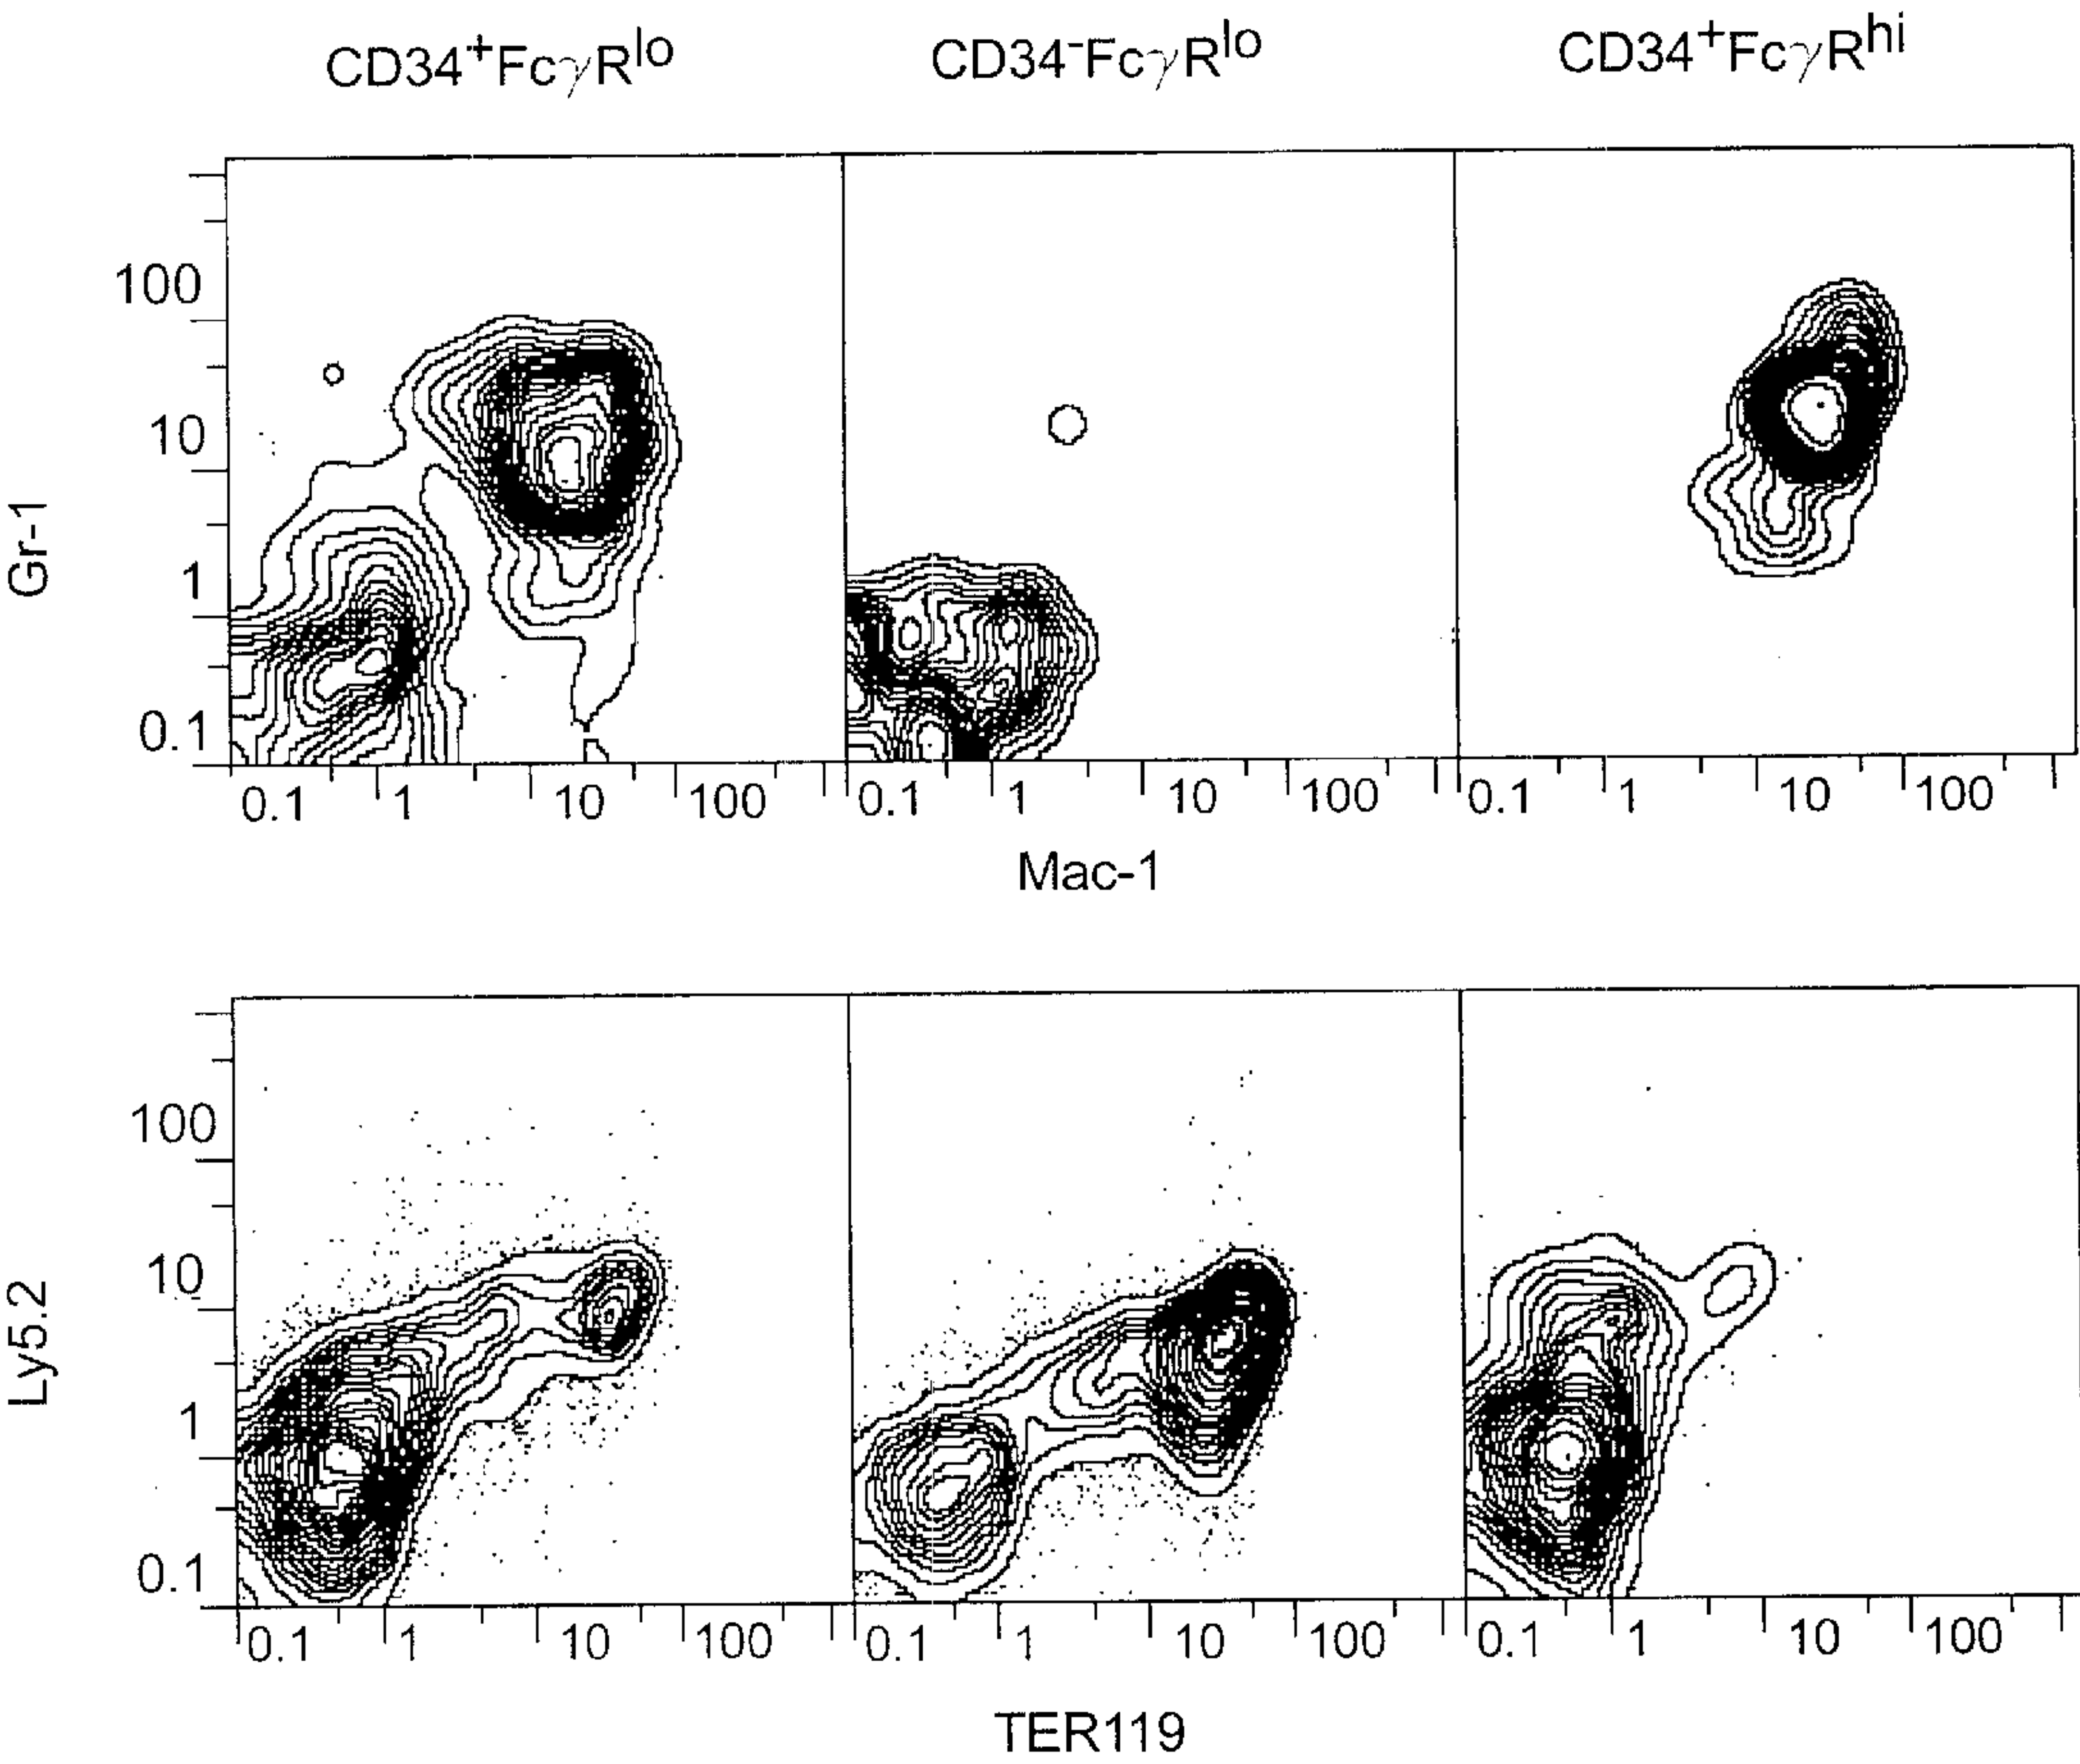 CD34⁺FcγRˡᵒ CD34⁻FcγRˡᵒ CD34⁺FcγRʰⁱ
100
10
1
0.1
Gr-1
0.1 1 10 100 0.1 1 10 100 0.1 1 10 100
Mac-1
100
10
1
0.1
Ly5.2
0.1 1 10 100 0.1 1 10 100 0.1 1 10 100
TER119